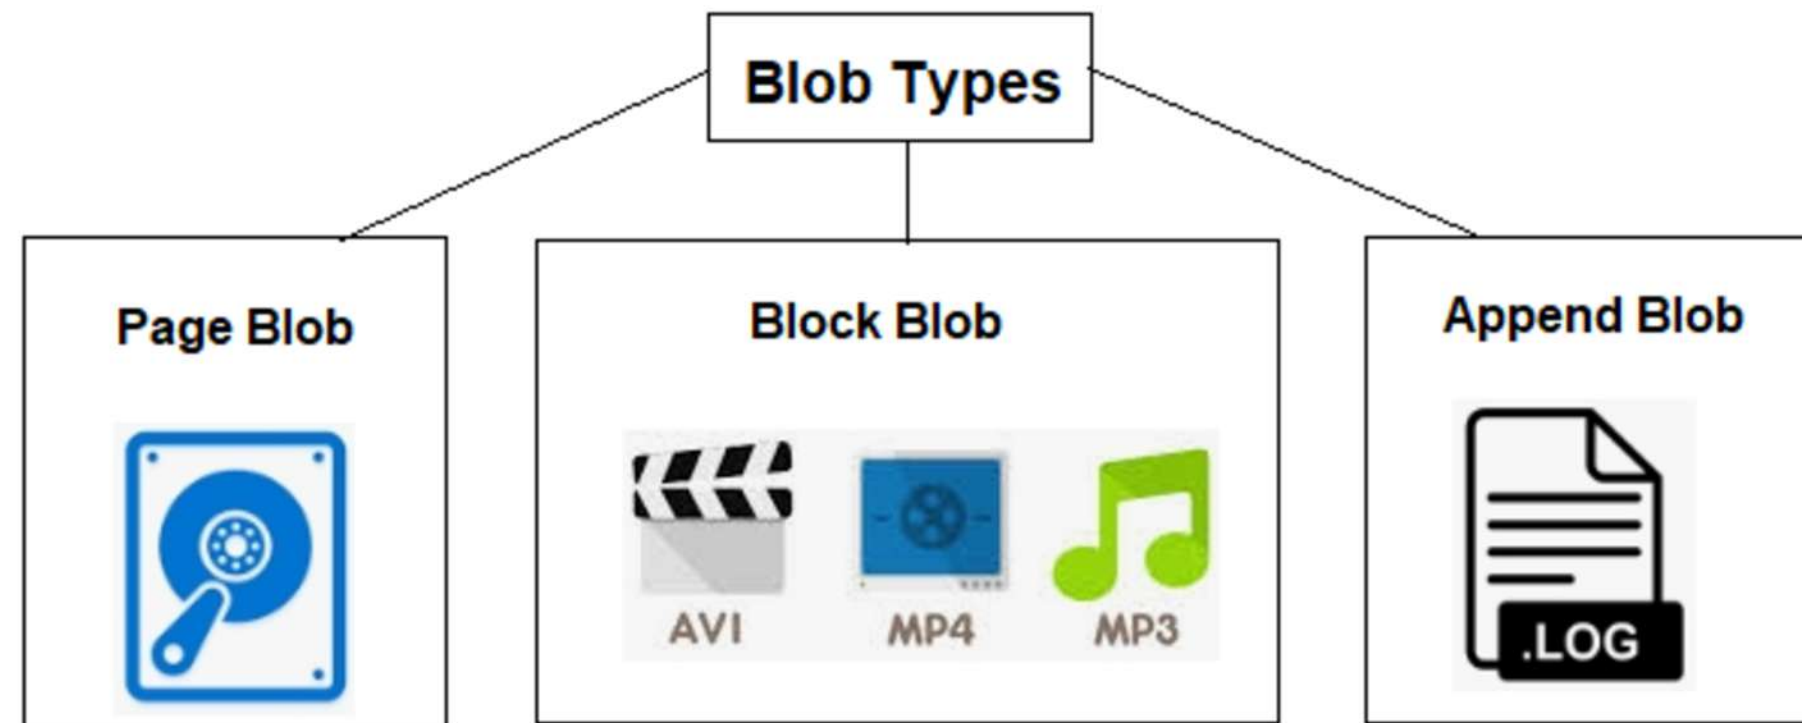 Blob Types
Page Blob
Block Blob
Append Blob
AVI
MP4
MP3
.LOG